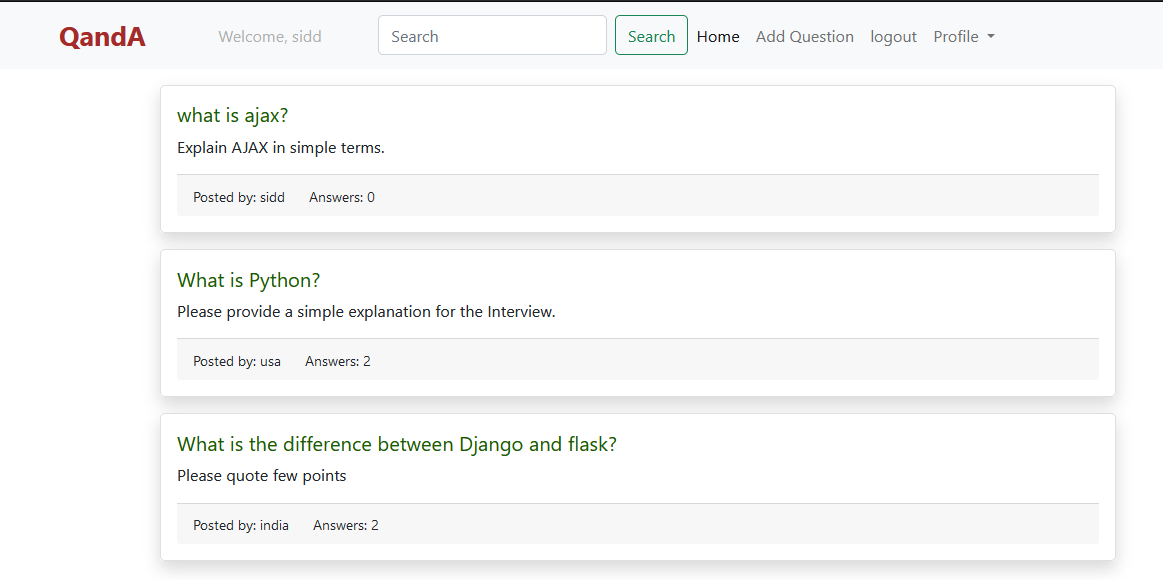 QandA Welcome, sidd Search Search Home Add Question logout Profile
what is ajax?
Explain AJAX in simple terms.
Posted by: sidd Answers: 0
What is Python?
Please provide a simple explanation for the Interview.
Posted by: usa Answers: 2
What is the difference between Django and flask?
Please quote few points
Posted by: india Answers: 2